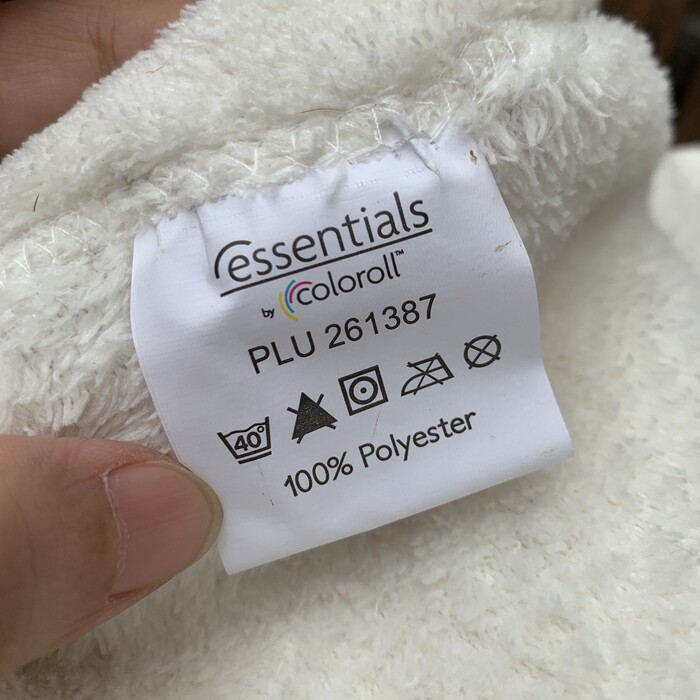 essentials
by coloroll™
PLU 261387
40°
100% Polyester